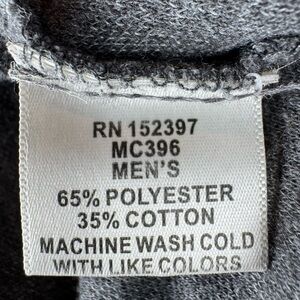 RN 152397
MC396
MEN'S
65% POLYESTER
35% COTTON
MACHINE WASH COLD
WITH LIKE COLORS